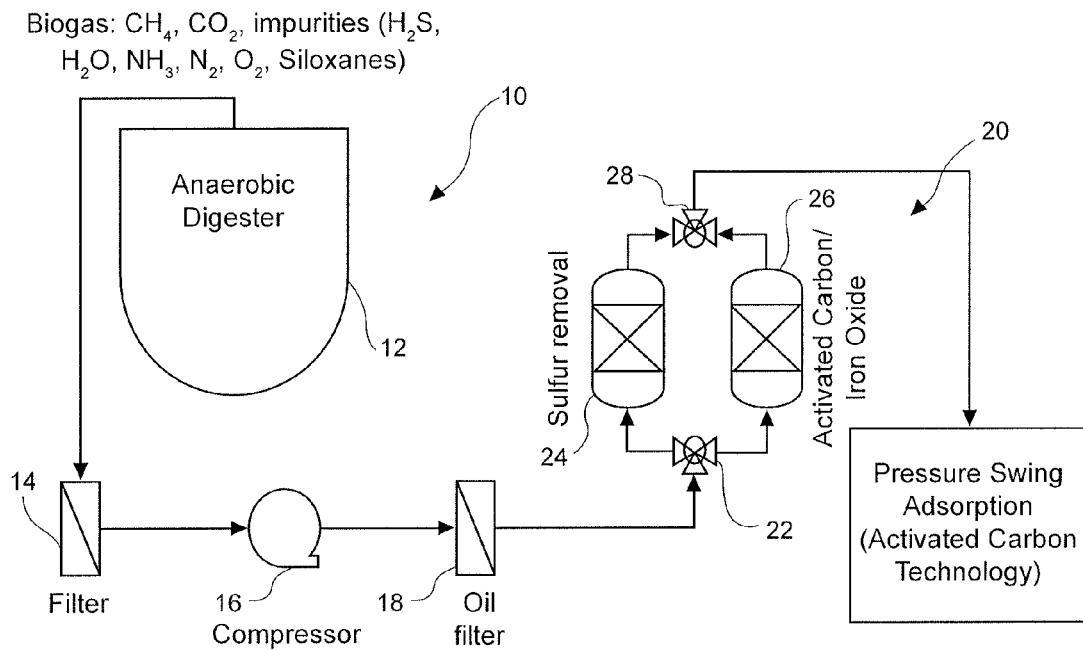 Biogas: CH₄, CO₂, impurities (H₂S,
H₂O, NH₃, N₂, O₂, Siloxanes)
10
Anaerobic
Digester
12
14
Filter
16
Compressor
18
Oil
filter
20
22
Sulfur removal
24
Activated Carbon/
Iron Oxide
26
28
Pressure Swing
Adsorption
(Activated Carbon
Technology)